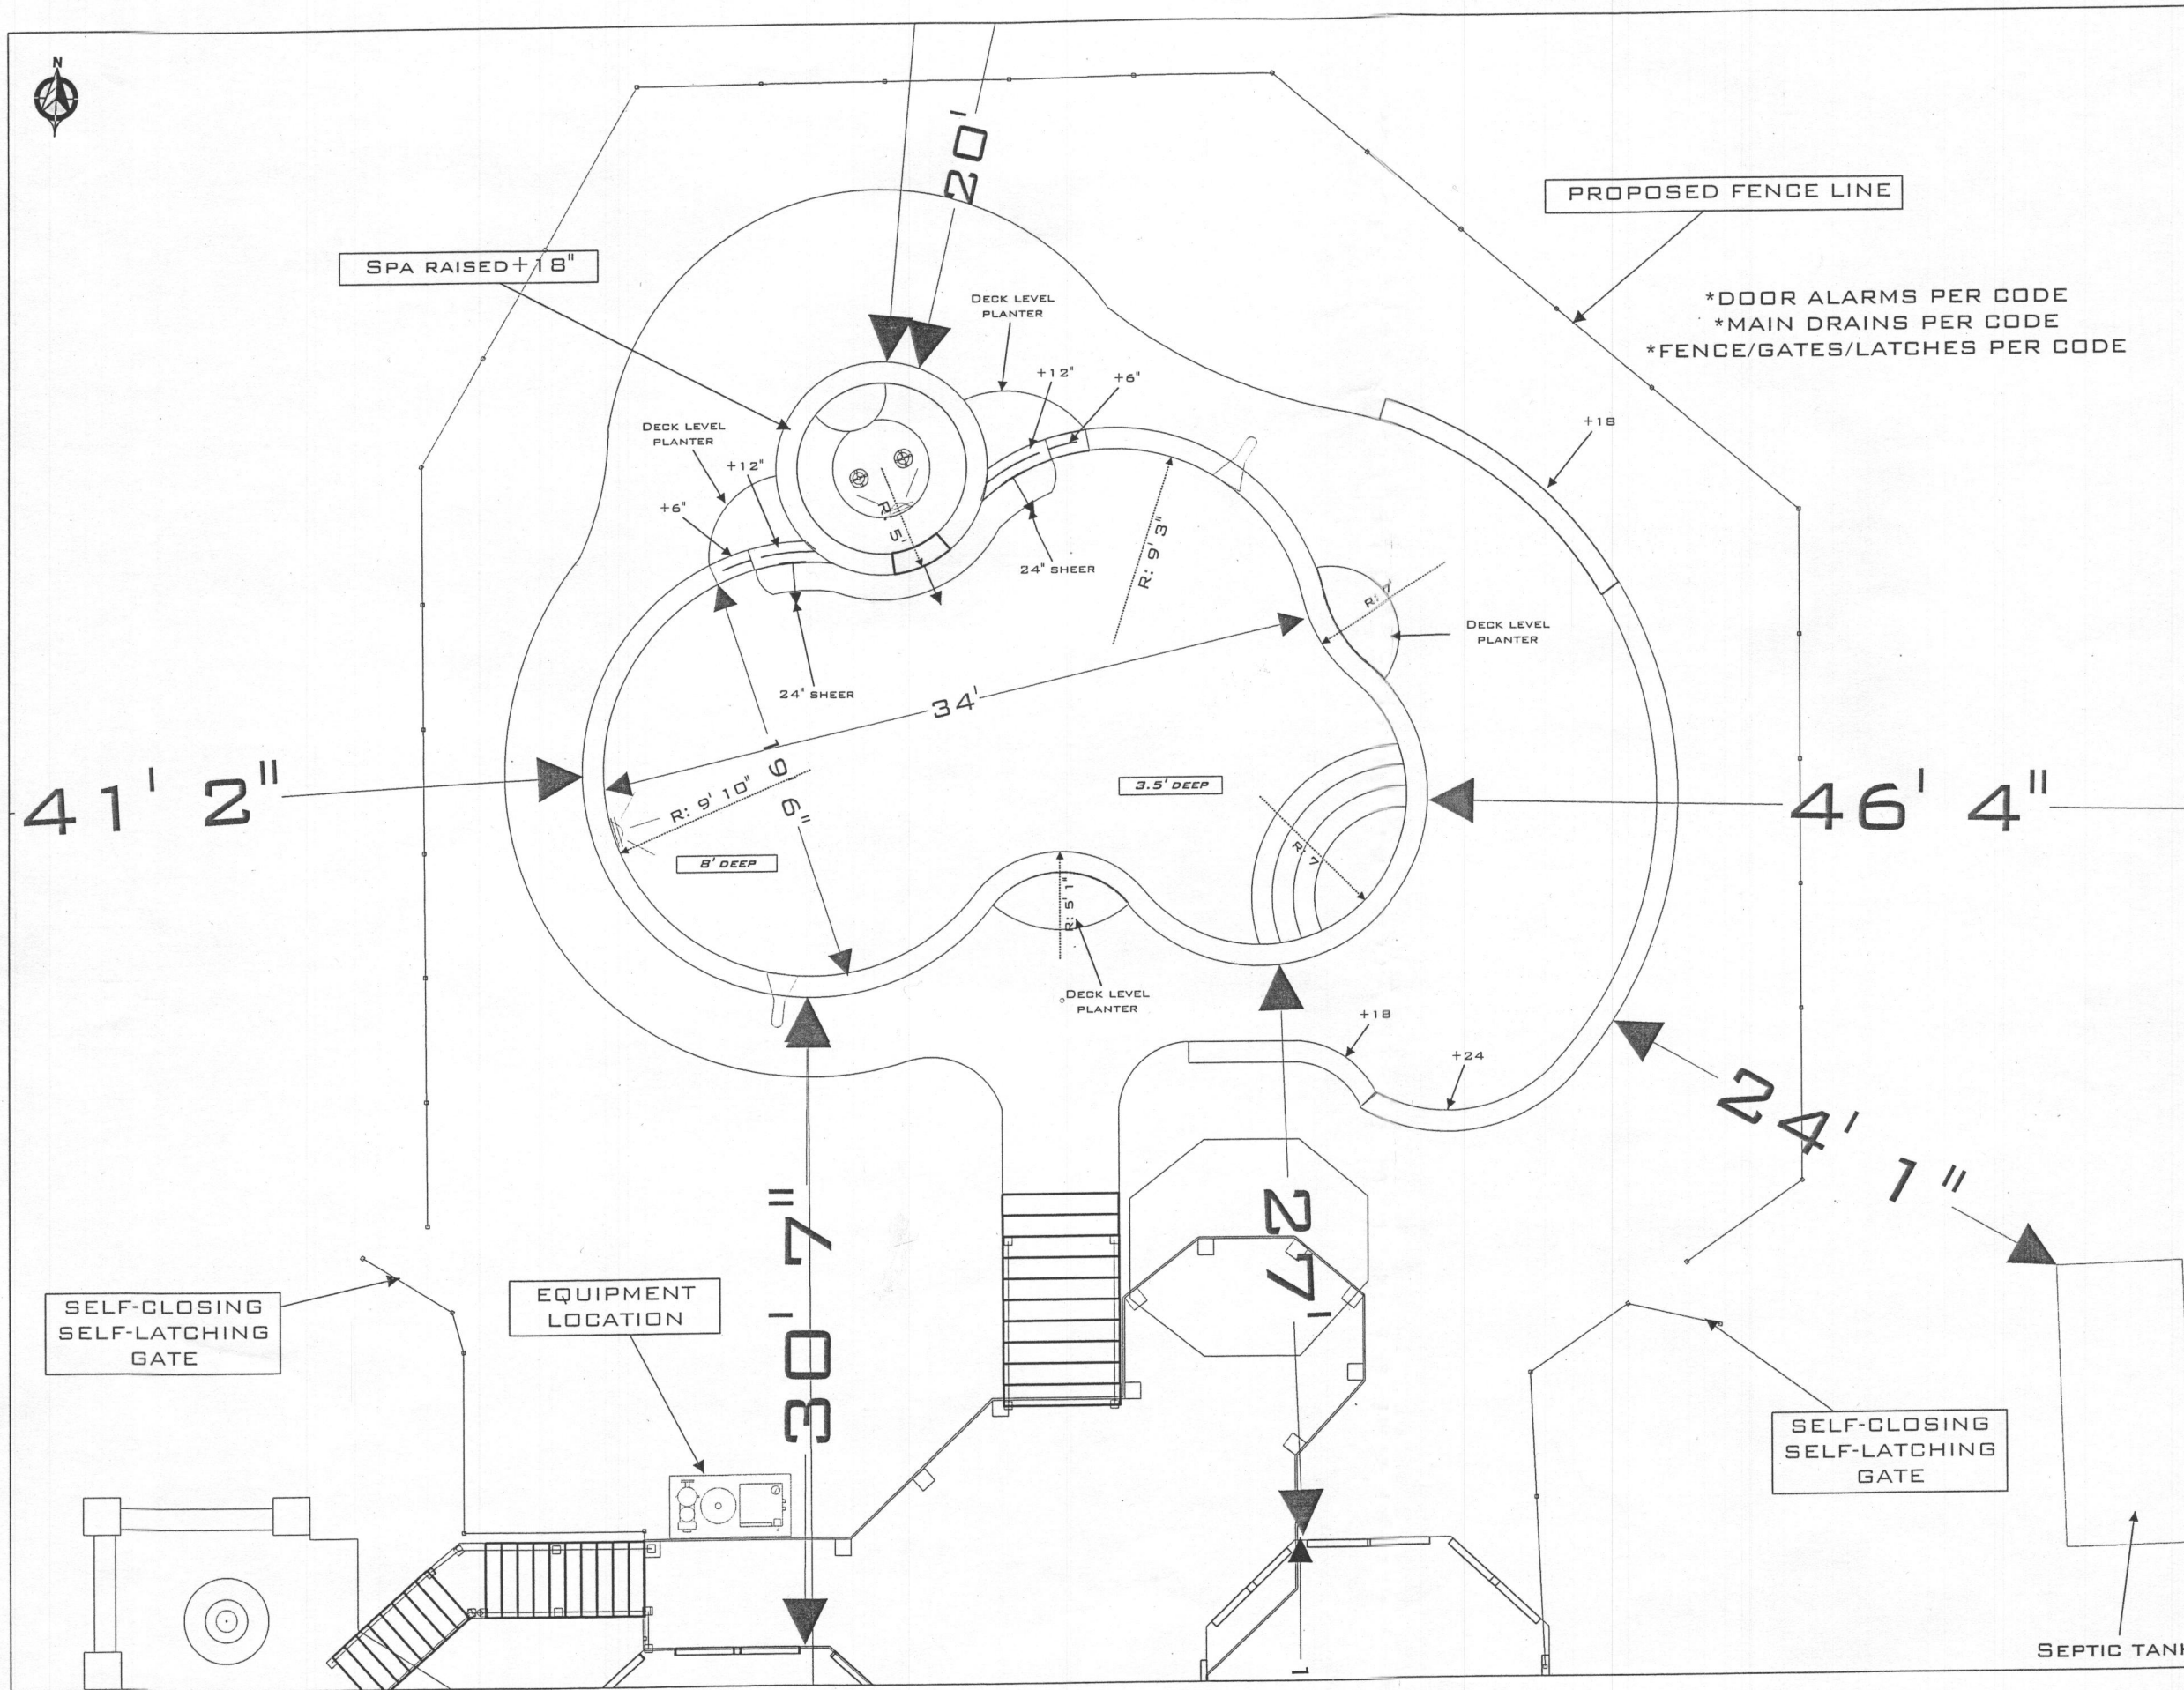 N
20'
PROPOSED FENCE LINE
SPA RAISED+18"
*DOOR ALARMS PER CODE
*MAIN DRAINS PER CODE
*FENCE/GATES/LATCHES PER CODE
DECK LEVEL
PLANTER
+12"
+6"
+18
DECK LEVEL
PLANTER
+12"
+6"
R: 5'
24" SHEER
R: 9' 3"
R: 7'
DECK LEVEL
PLANTER
24" SHEER
34'
19' 6"
R: 9' 10"
8' DEEP
3.5' DEEP
R: 7'
41' 2"
46' 4"
R: 5' 1"
DECK LEVEL
PLANTER
+18
+24
24' 1"
30' 7"
27'
SELF-CLOSING
SELF-LATCHING
GATE
EQUIPMENT
LOCATION
SELF-CLOSING
SELF-LATCHING
GATE
SEPTIC TANK